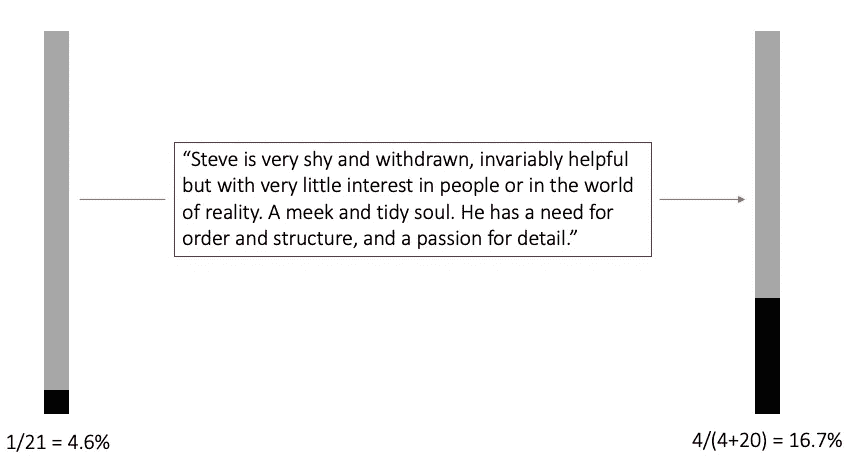 “Steve is very shy and withdrawn, invariably helpful
but with very little interest in people or in the world
of reality. A meek and tidy soul. He has a need for
order and structure, and a passion for detail.”
1/21 = 4.6%
4/(4+20) = 16.7%